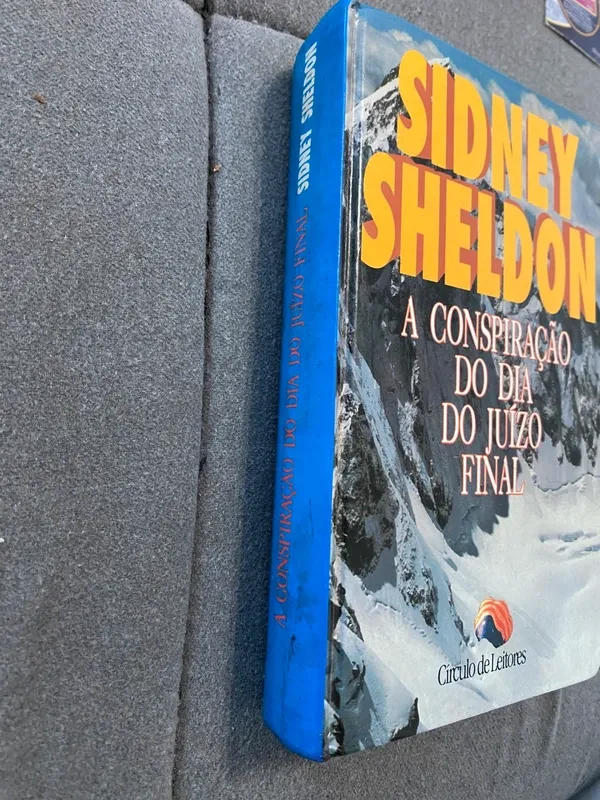 A CONSPIRAÇÃO DO DIA DO JUÍZO FINAL SIDNEY SHELDON
SIDNEY
SHELDON
A CONSPIRAÇÃO
DO DIA
DO JUÍZO
FINAL
Círculo de Leitores